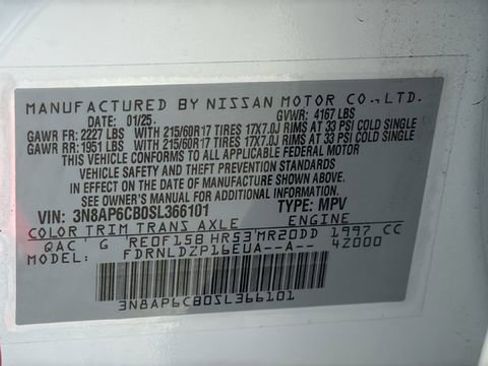 MANUFACTURED BY NISSAN MOTOR CO.,LTD.
DATE: 01/25. GVWR: 4167 LBS
GAWR FR: 2227 LBS WITH 215/60R17 TIRES 17X7.0J RIMS AT 33 PSI COLD SINGLE
GAWR RR: 1951 LBS WITH 215/60R17 TIRES 17X7.0J RIMS AT 33 PSI COLD SINGLE
THIS VEHICLE CONFORMS TO ALL APPLICABLE FEDERAL MOTOR
VEHICLE SAFETY AND THEFT PREVENTION STANDARDS
IN EFFECT ON THE DATE OF MANUFACTURE SHOWN ABOVE.
SEE OWNER'S MANUAL FOR ADDITIONAL INFORMATION.
VIN: 3N8AP6CB0SL366101 TYPE: MPV
COLOR TRIM TRANS AXLE ENGINE
QAC G RE0F15B HR53 MR20DD 1997 CC
FDRNLDZP16EUA--A-- 4Z000
3N8AP6CB0SL366101